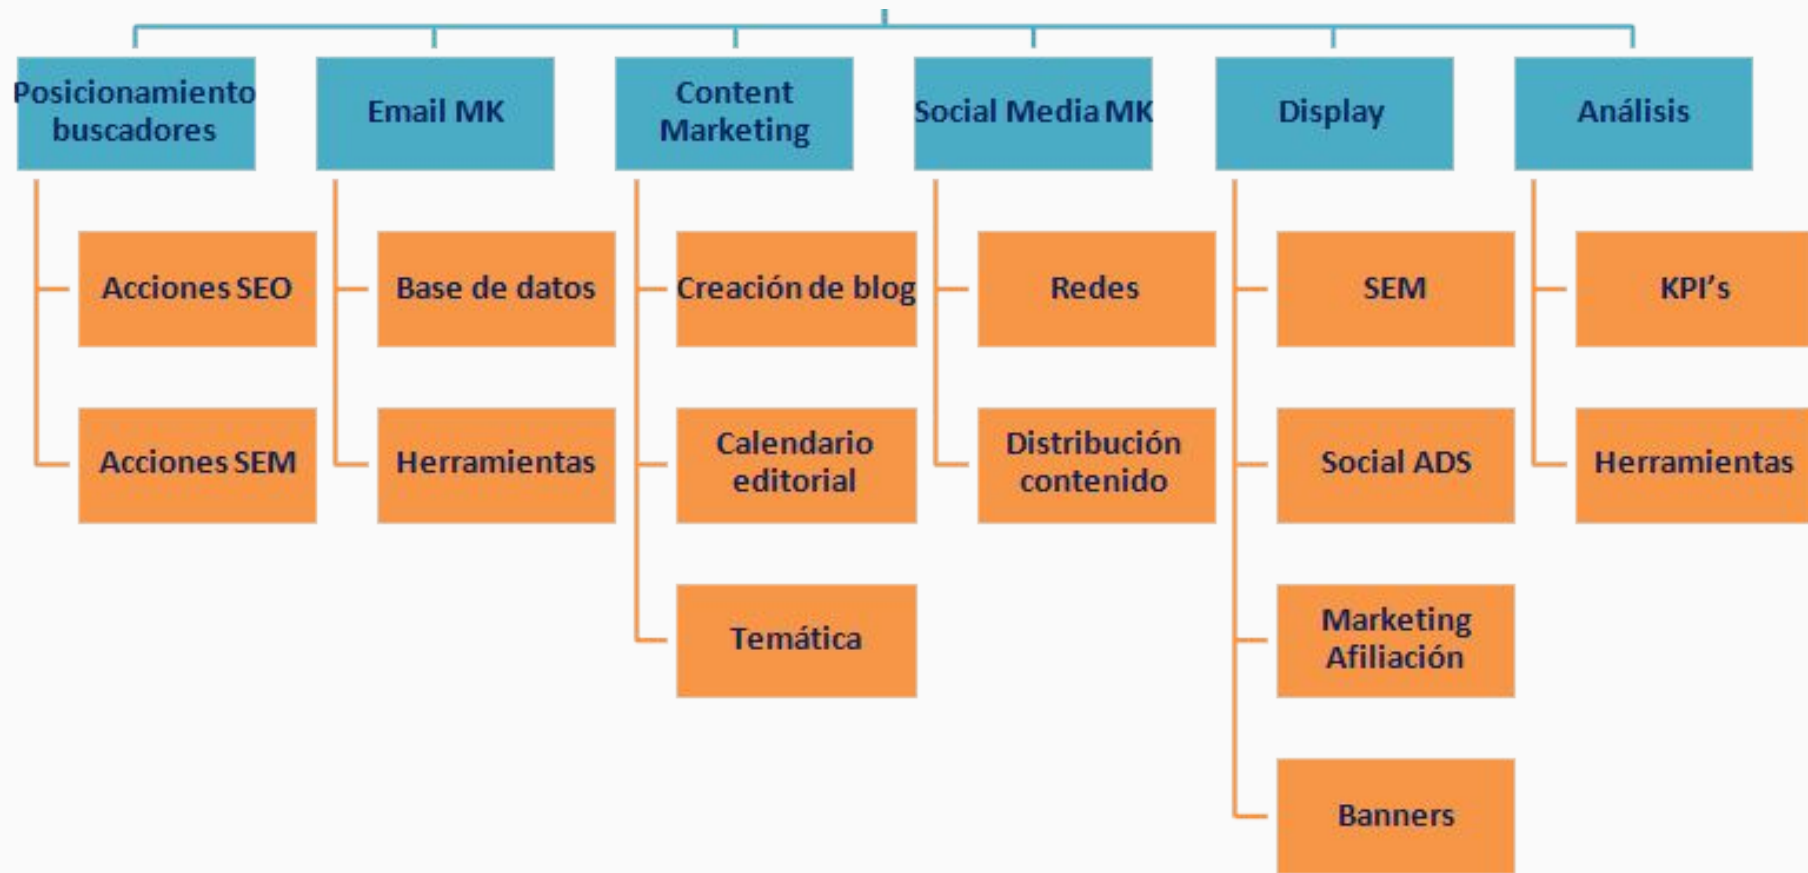 Posicionamiento
buscadores
Email MK
Content
Marketing
Social Media MK
Display
Análisis
Acciones SEO
Base de datos
Creación de blog
Redes
SEM
KPI’s
Acciones SEM
Herramientas
Calendario
editorial
Distribución
contenido
Social ADS
Herramientas
Temática
Marketing
Afiliación
Banners